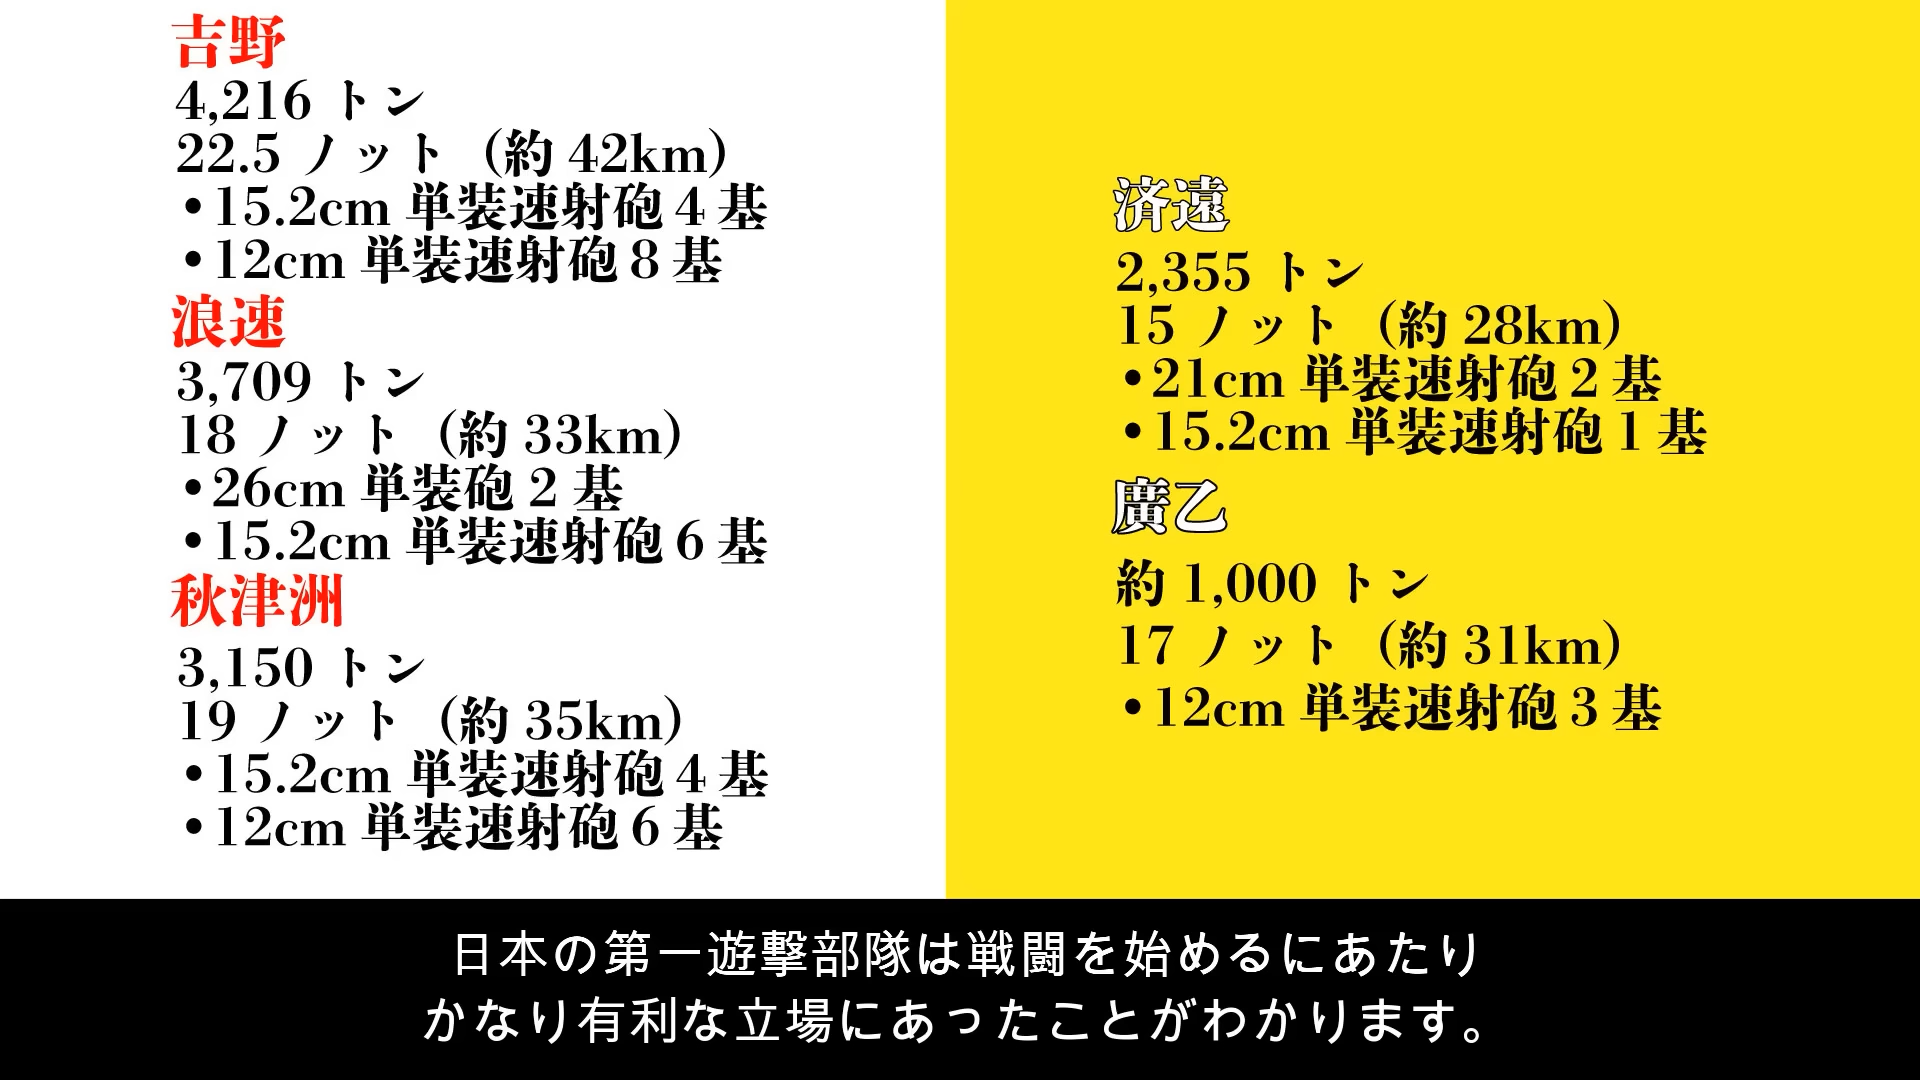 吉野
4,216 トン
22.5 ノット (約 42km)
•15.2cm 単装速射砲 4 基
•12cm 単装速射砲 8 基
浪速
3,709 トン
18 ノット (約 33km)
•26cm 単装砲 2 基
•15.2cm 単装速射砲 6 基
秋津洲
3,150 トン
19 ノット (約 35km)
•15.2cm 単装速射砲 4 基
•12cm 単装速射砲 6 基
済遠
2,355 トン
15 ノット (約 28km)
•21cm 単装速射砲 2 基
•15.2cm 単装速射砲 1 基
廣乙
約 1,000 トン
17 ノット (約 31km)
•12cm 単装速射砲 3 基
日本の第一遊撃部隊は戦闘を始めるにあたり
かなり有利な立場にあったことがわかります。